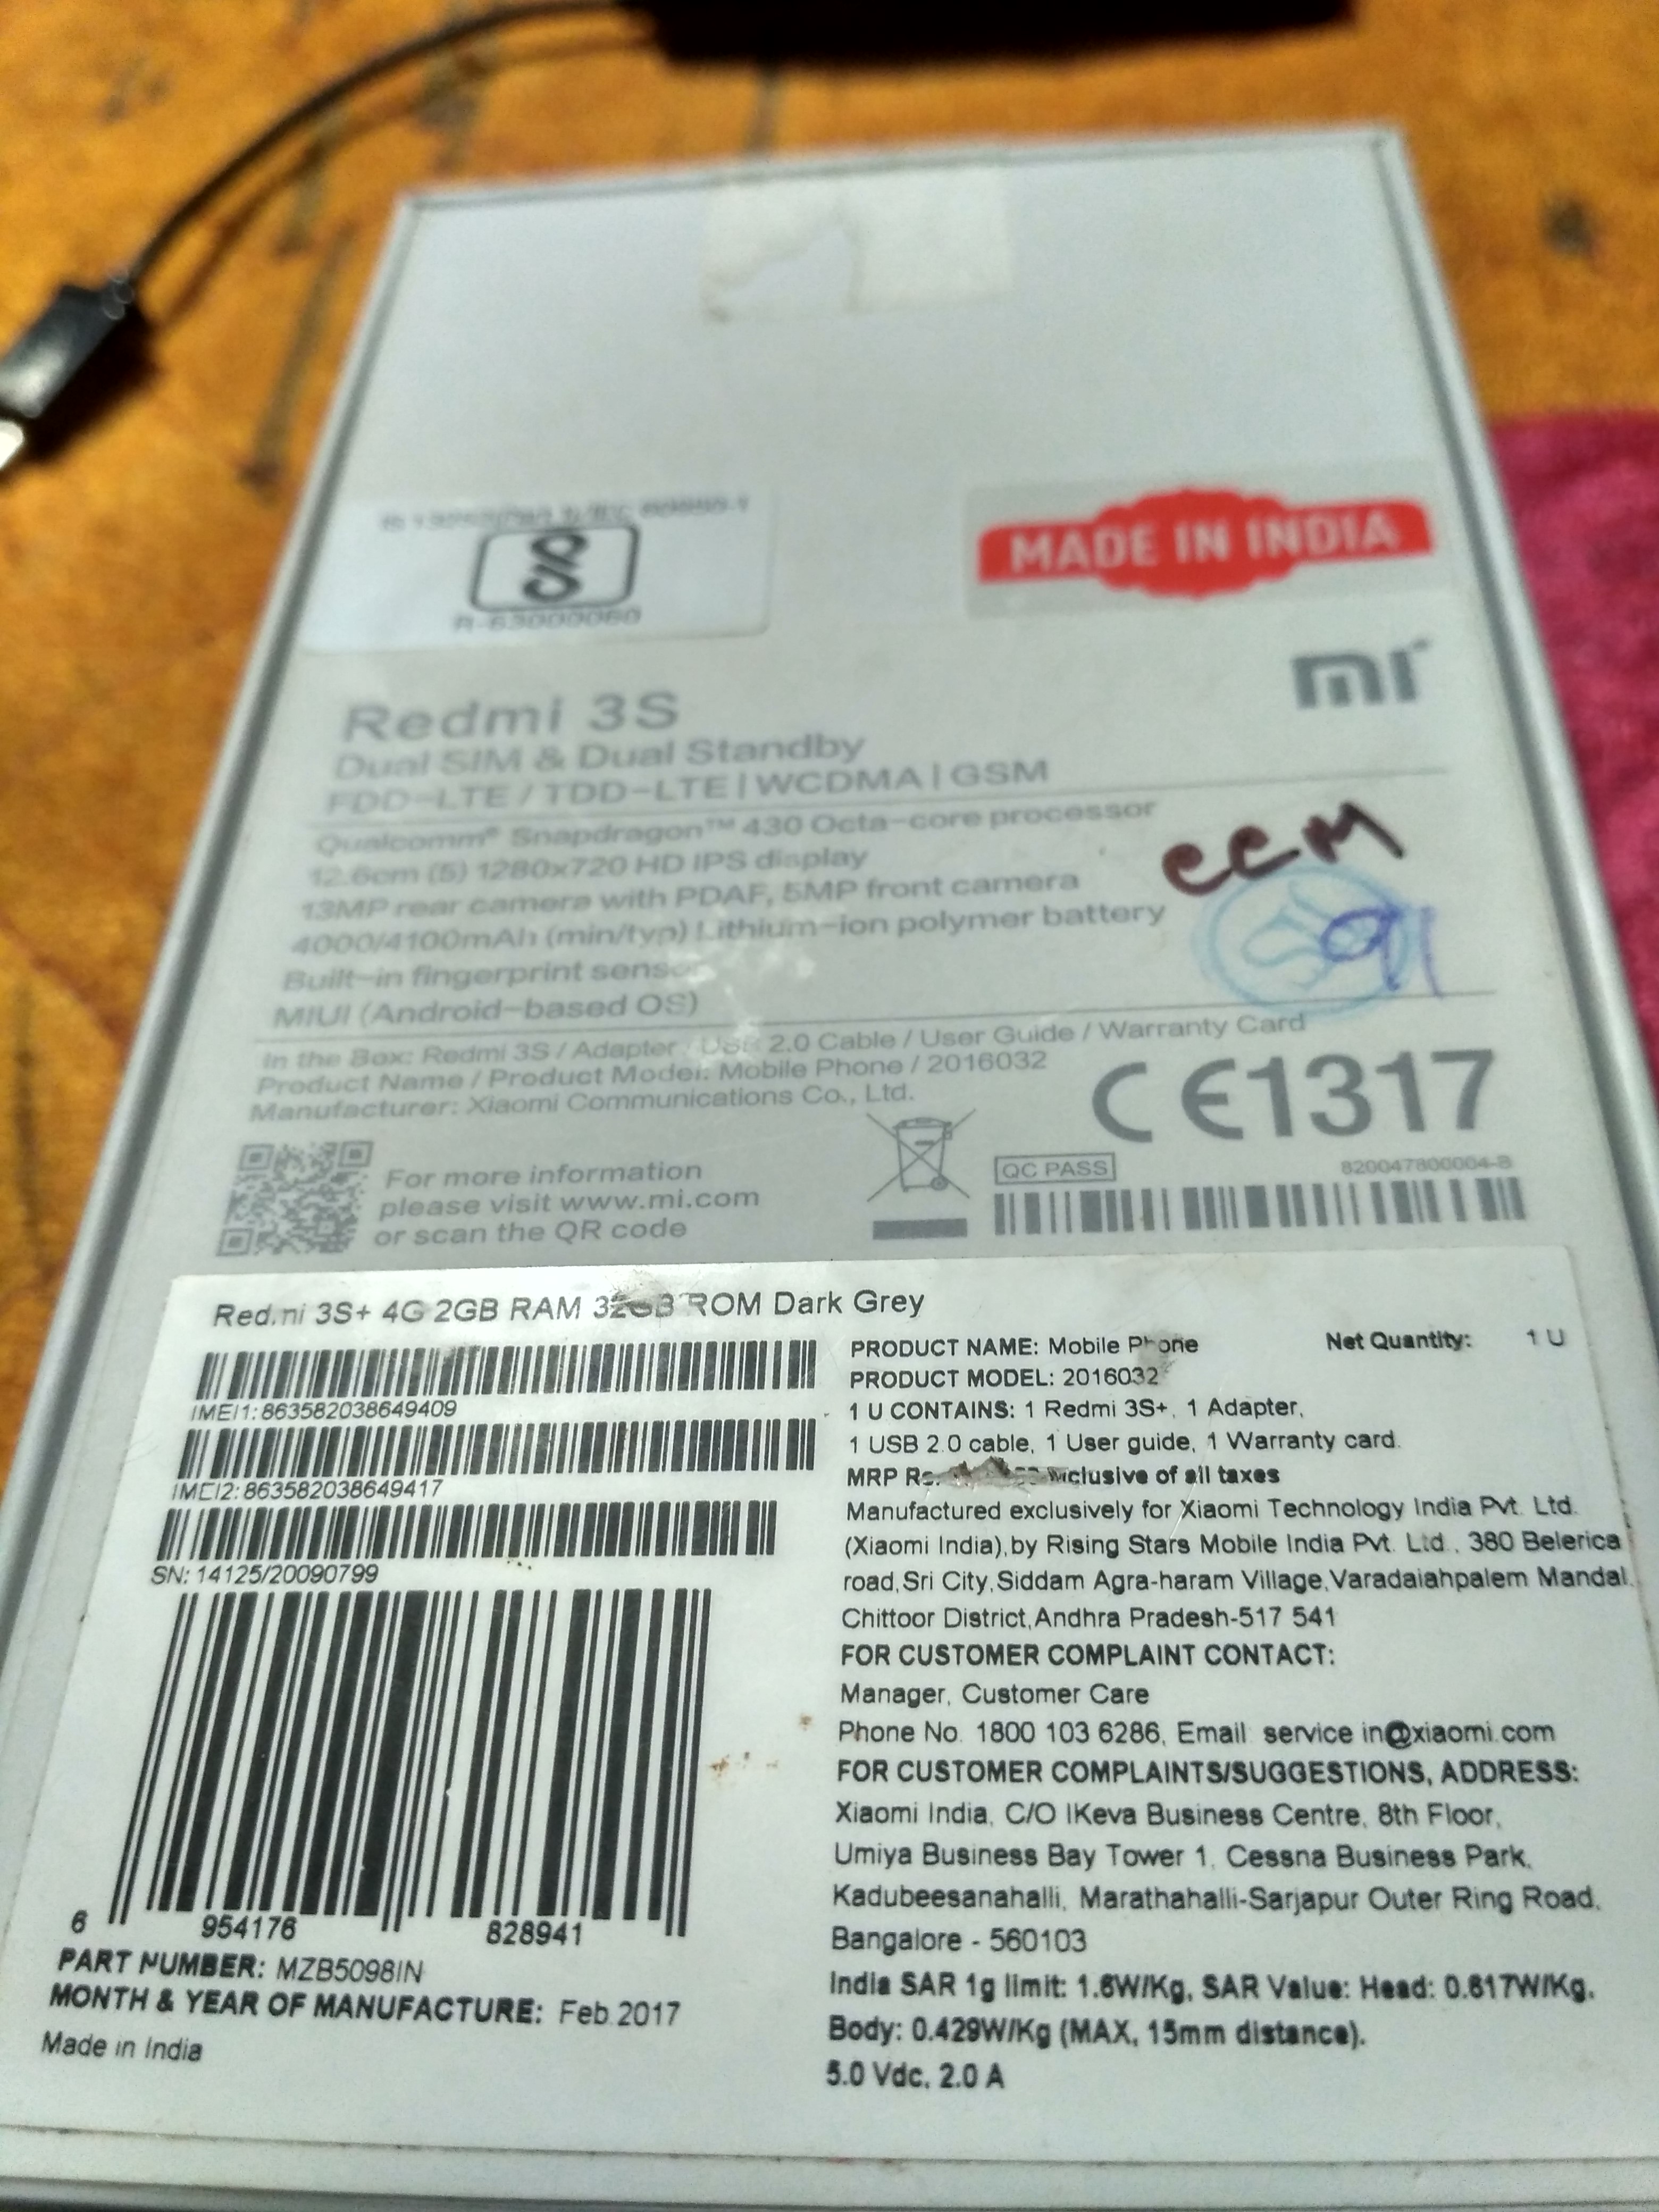 R-63000060
MADE IN INDIA
mi
Redmi 3S
Dual SIM & Dual Standby
FDD-LTE / TDD-LTE | WCDMA | GSM
Qualcomm® Snapdragon™ 430 Octa-core processor
12.6cm (5) 1280x720 HD IPS display
13MP rear camera with PDAF, 5MP front camera
4000/4100mAh (min/typ) Lithium-ion polymer battery
Built-in fingerprint sensor
MIUI (Android-based OS)
CCM
91
In the Box: Redmi 3S / Adapter / USB 2.0 Cable / User Guide / Warranty Card
Product Name / Product Model: Mobile Phone / 2016032
Manufacturer: Xiaomi Communications Co., Ltd.
CE1317
For more information
please visit www.mi.com
or scan the QR code
QC PASS
820047800004-B
Redmi 3S+ 4G 2GB RAM 32GB ROM Dark Grey
IMEI1: 863582038649409
IMEI2: 863582038649417
SN: 14125/20090799
6 954176 828941
PART NUMBER: MZB5098IN
MONTH & YEAR OF MANUFACTURE: Feb.2017
Made in India
PRODUCT NAME: Mobile Phone Net Quantity: 1 U
PRODUCT MODEL: 2016032
1 U CONTAINS: 1 Redmi 3S+, 1 Adapter,
1 USB 2.0 cable, 1 User guide, 1 Warranty card.
MRP Rs. inclusive of all taxes
Manufactured exclusively for Xiaomi Technology India Pvt. Ltd.
(Xiaomi India),by Rising Stars Mobile India Pvt. Ltd., 380 Belerica
road,Sri City,Siddam Agra-haram Village,Varadaiahpalem Mandal,
Chittoor District,Andhra Pradesh-517 541
FOR CUSTOMER COMPLAINT CONTACT:
Manager, Customer Care
Phone No. 1800 103 6286, Email: service.in@xiaomi.com
FOR CUSTOMER COMPLAINTS/SUGGESTIONS, ADDRESS:
Xiaomi India, C/O IKeva Business Centre, 8th Floor,
Umiya Business Bay Tower 1, Cessna Business Park,
Kadubeesanahalli, Marathahalli-Sarjapur Outer Ring Road,
Bangalore - 560103
India SAR 1g limit: 1.6W/Kg, SAR Value: Head: 0.617W/Kg,
Body: 0.429W/Kg (MAX, 15mm distance).
5.0 Vdc, 2.0 A